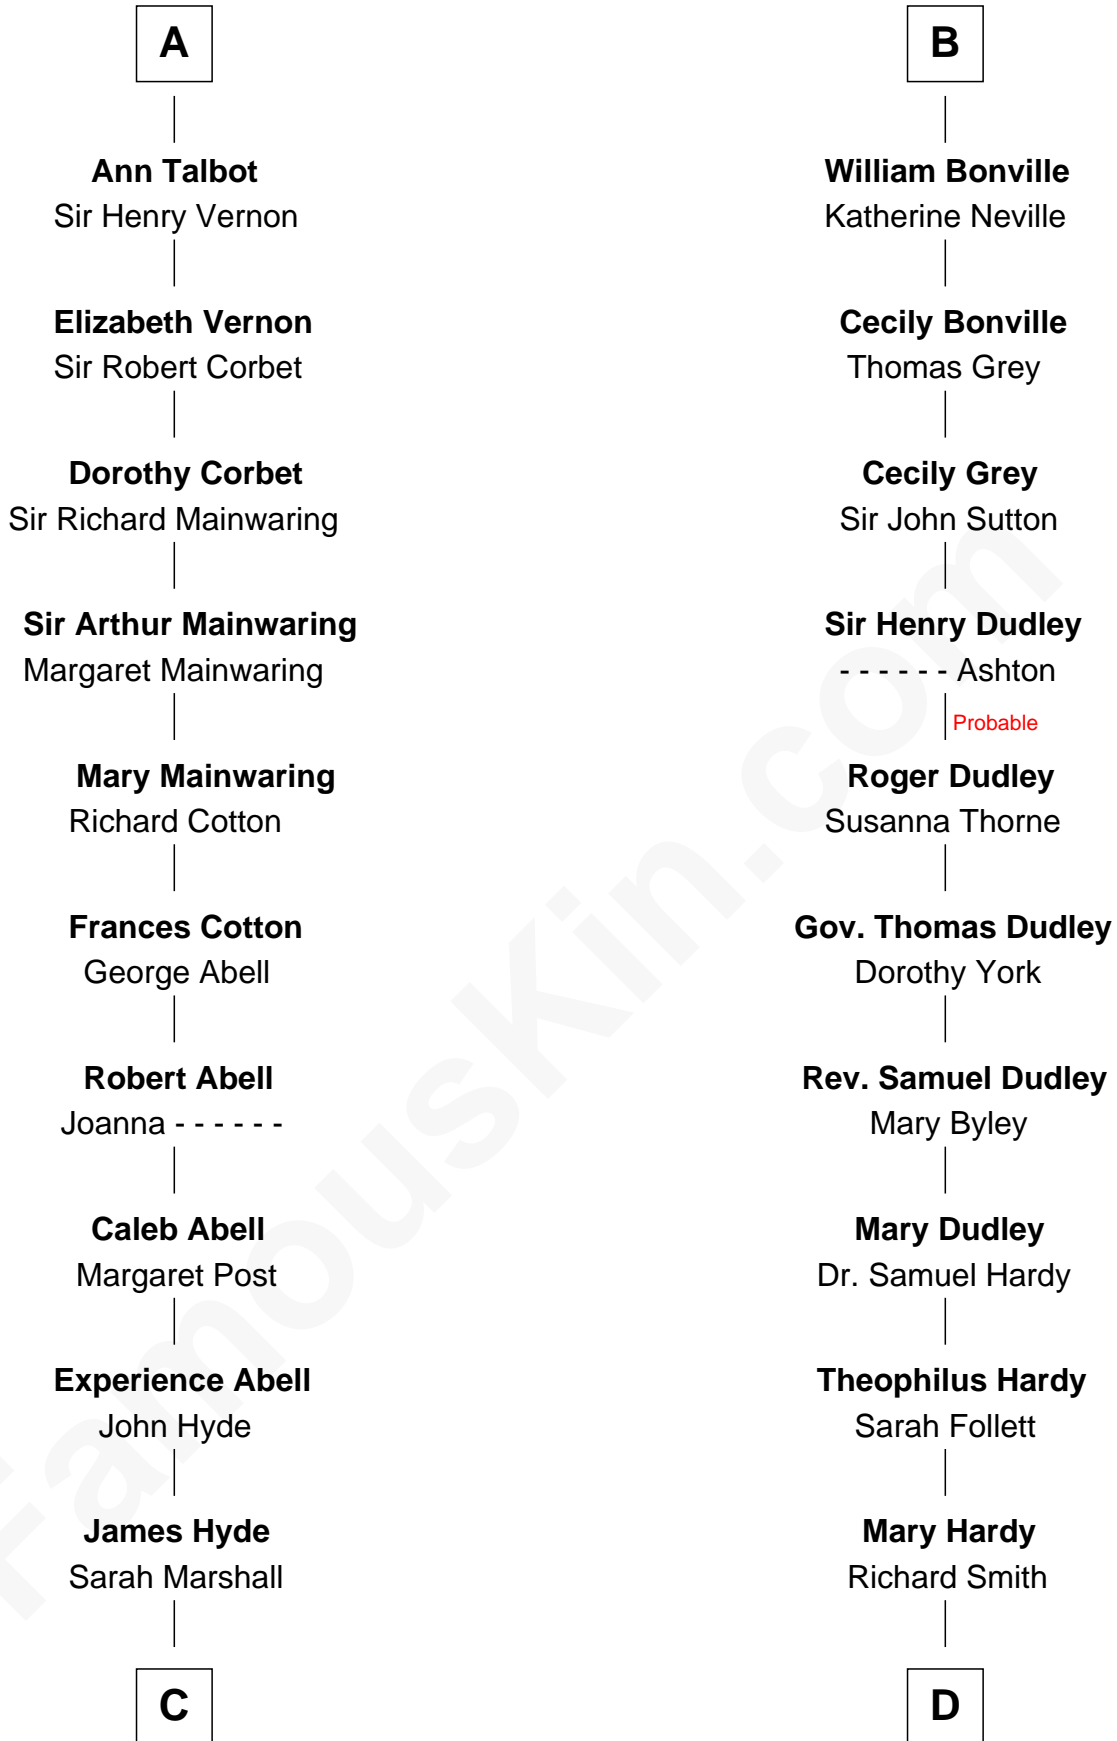 A
Ann Talbot
Sir Henry Vernon
Elizabeth Vernon
Sir Robert Corbet
Dorothy Corbet
Sir Richard Mainwaring
Sir Arthur Mainwaring
Margaret Mainwaring
Mary Mainwaring
Richard Cotton
Frances Cotton
George Abell
Robert Abell
Joanna - - - - - -
Caleb Abell
Margaret Post
Experience Abell
John Hyde
James Hyde
Sarah Marshall
C
B
William Bonville
Katherine Neville
Cecily Bonville
Thomas Grey
Cecily Grey
Sir John Sutton
Sir Henry Dudley
- - - - - - Ashton
Probable
Roger Dudley
Susanna Thorne
Gov. Thomas Dudley
Dorothy York
Rev. Samuel Dudley
Mary Byley
Mary Dudley
Dr. Samuel Hardy
Theophilus Hardy
Sarah Follett
Mary Hardy
Richard Smith
D
FamousKin.com